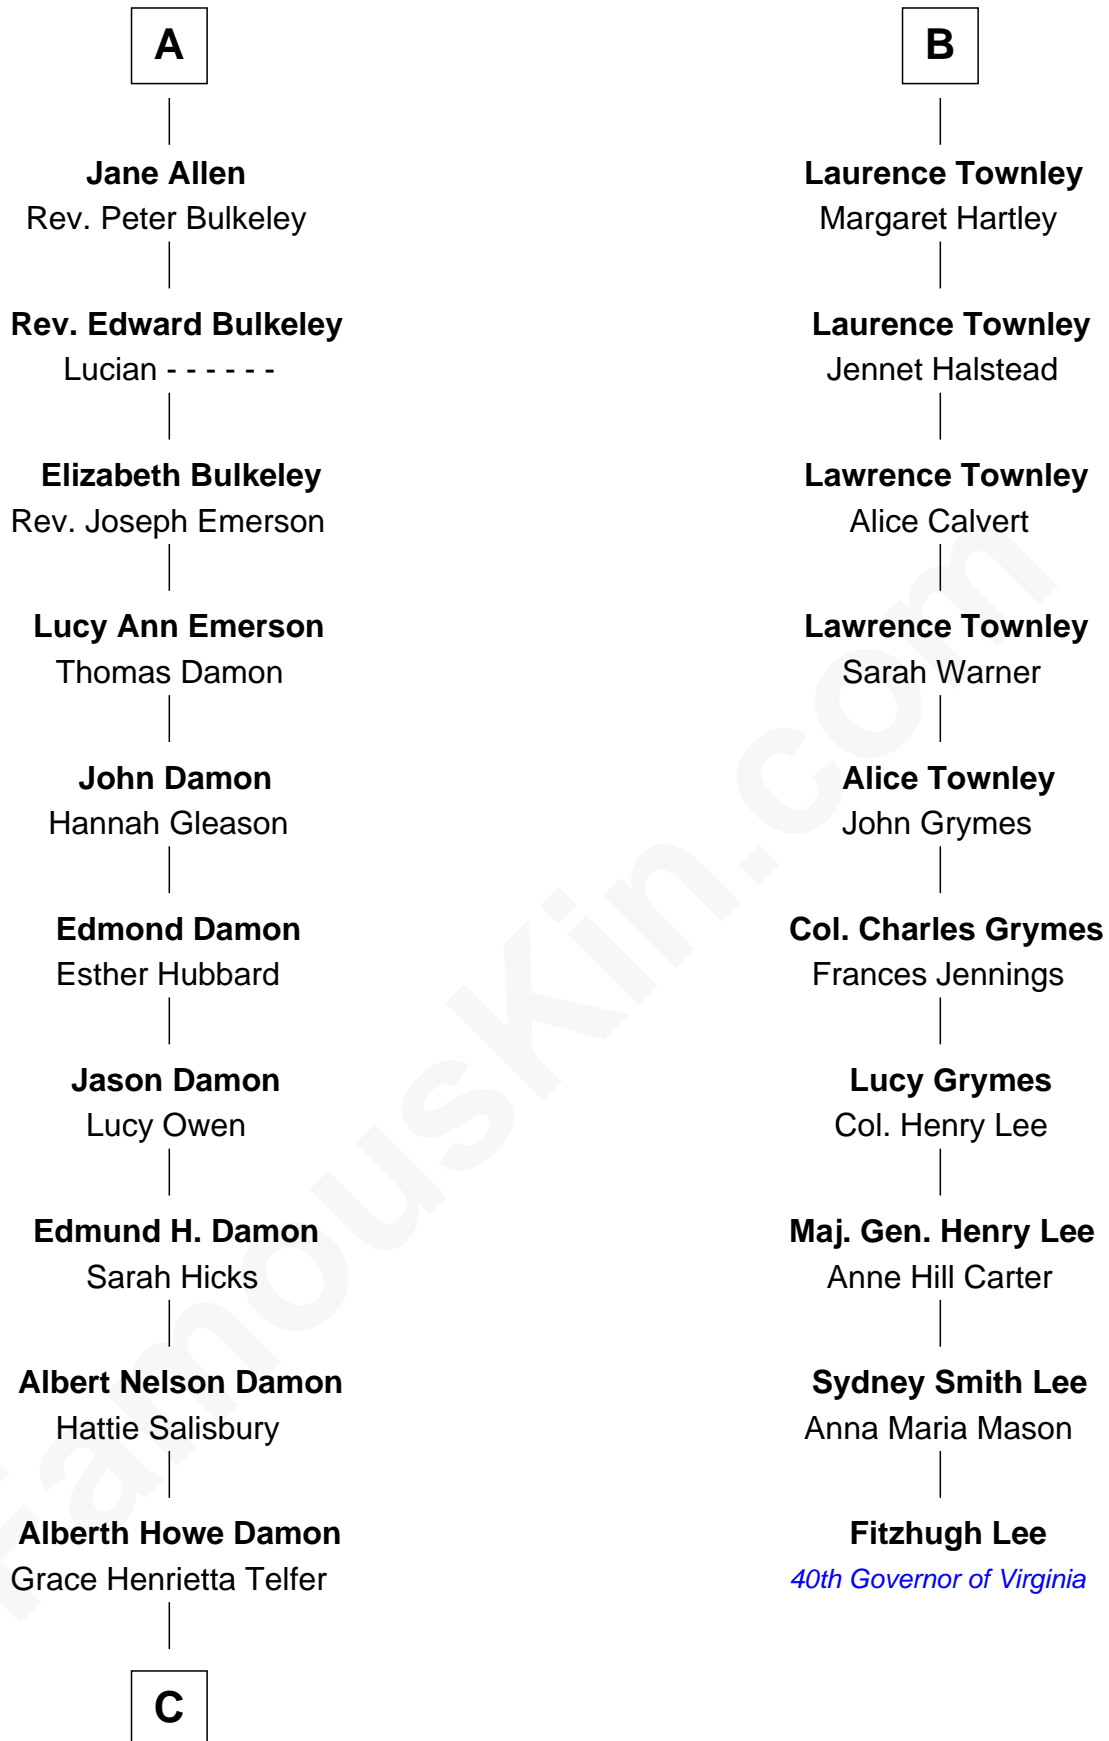 A
Jane Allen
Rev. Peter Bulkeley
Rev. Edward Bulkeley
Lucian - - - - - -
Elizabeth Bulkeley
Rev. Joseph Emerson
Lucy Ann Emerson
Thomas Damon
John Damon
Hannah Gleason
Edmond Damon
Esther Hubbard
Jason Damon
Lucy Owen
Edmund H. Damon
Sarah Hicks
Albert Nelson Damon
Hattie Salisbury
Alberth Howe Damon
Grace Henrietta Telfer
C
B
Laurence Townley
Margaret Hartley
Laurence Townley
Jennet Halstead
Lawrence Townley
Alice Calvert
Lawrence Townley
Sarah Warner
Alice Townley
John Grymes
Col. Charles Grymes
Frances Jennings
Lucy Grymes
Col. Henry Lee
Maj. Gen. Henry Lee
Anne Hill Carter
Sydney Smith Lee
Anna Maria Mason
Fitzhugh Lee
40th Governor of Virginia
FamousKin.com